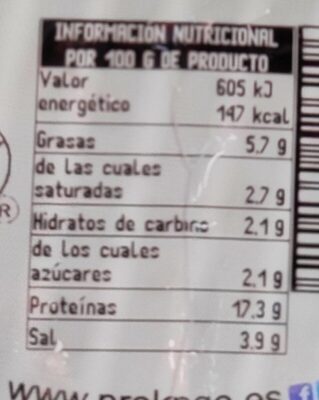 INFORMACIÓN NUTRICIONAL
POR 100 G DE PRODUCTO
Valor energético 605 kJ
147 kcal
Grasas 5,7 g
de las cuales
saturadas 2,7 g
Hidratos de carbono 2,1 g
de los cuales
azúcares 2,1 g
Proteínas 17,3 g
Sal 3,9 g
R